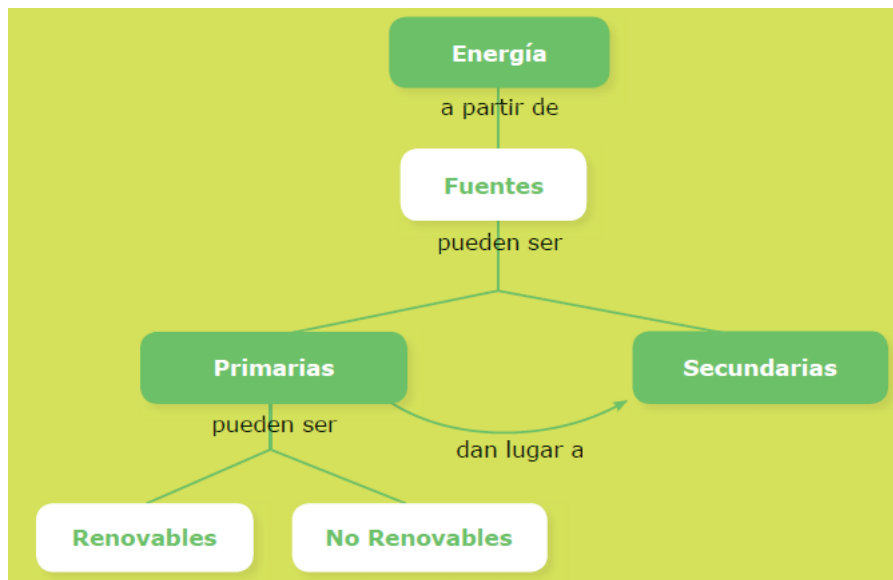 Energía
a partir de
Fuentes
pueden ser
Primarias
Secundarias
pueden ser
dan lugar a
Renovables
No Renovables